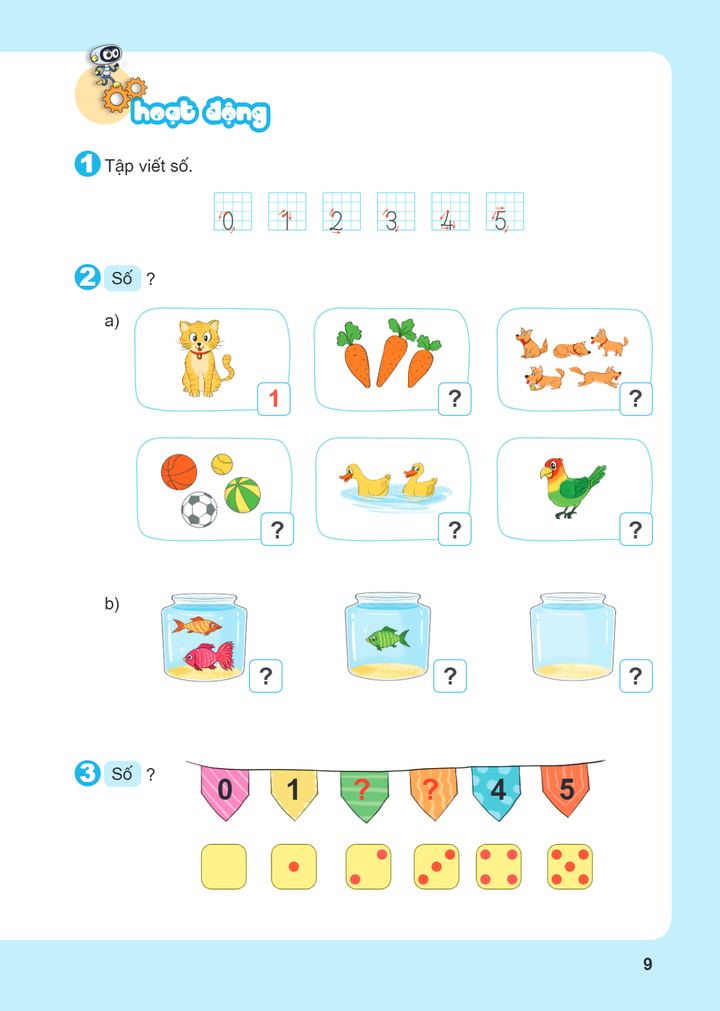 hoạt động
1 Tập viết số.
0 1 2 3 4 5
2 Số ?
a)
1 ? ?
? ? ?
b)
? ? ?
3 Số ?
0 1 ? ? 4 5
9